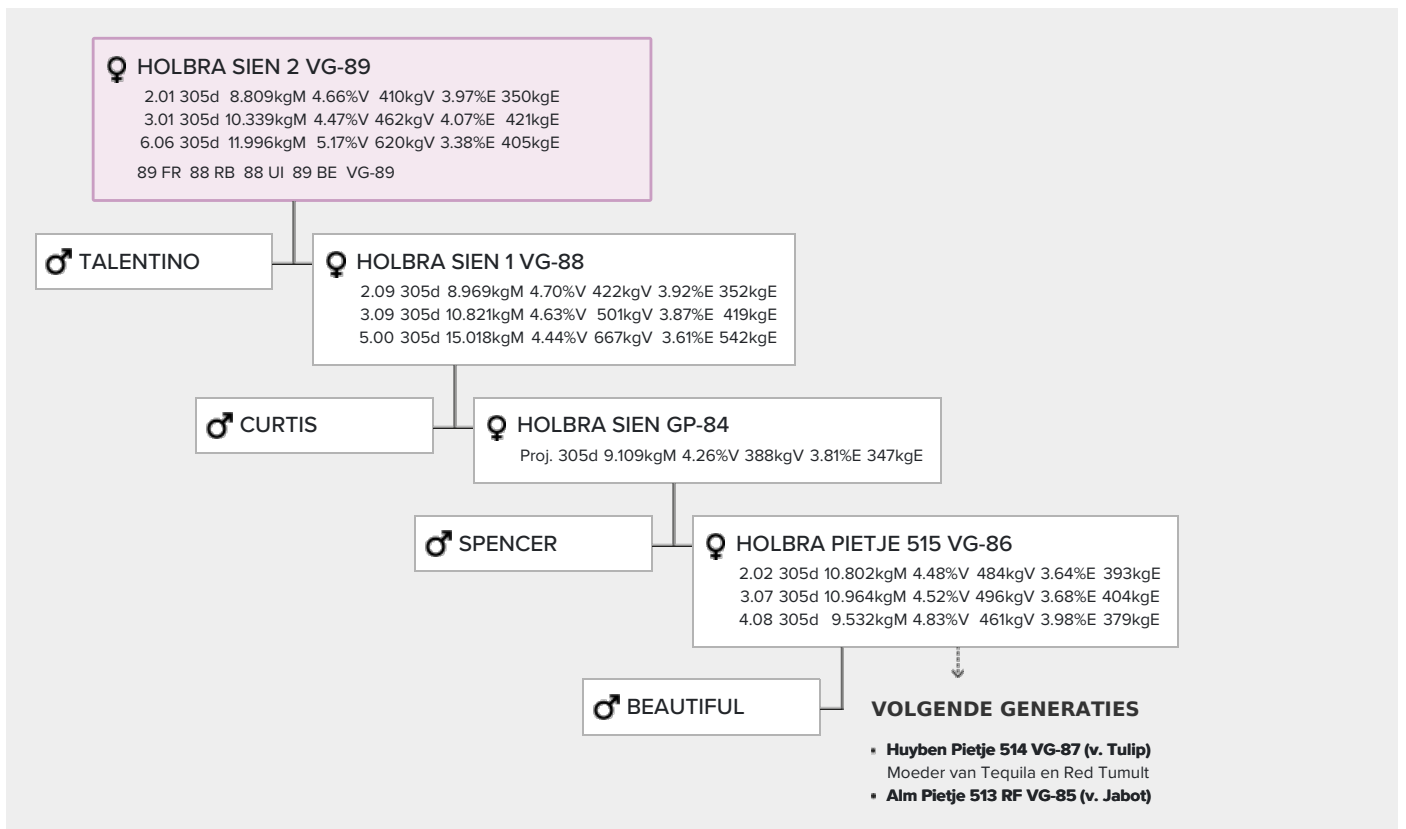 HOLBRA SIEN 2 VG-89
2.01 305d 8.809kgM 4.66%V 410kgV 3.97%E 350kgE
3.01 305d 10.339kgM 4.47%V 462kgV 4.07%E 421kgE
6.06 305d 11.996kgM 5.17%V 620kgV 3.38%E 405kgE
89 FR 88 RB 88 UI 89 BE VG-89
TALENTINO
HOLBRA SIEN 1 VG-88
2.09 305d 8.969kgM 4.70%V 422kgV 3.92%E 352kgE
3.09 305d 10.821kgM 4.63%V 501kgV 3.87%E 419kgE
5.00 305d 15.018kgM 4.44%V 667kgV 3.61%E 542kgE
CURTIS
HOLBRA SIEN GP-84
Proj. 305d 9.109kgM 4.26%V 388kgV 3.81%E 347kgE
SPENCER
HOLBRA PIETJE 515 VG-86
2.02 305d 10.802kgM 4.48%V 484kgV 3.64%E 393kgE
3.07 305d 10.964kgM 4.52%V 496kgV 3.68%E 404kgE
4.08 305d 9.532kgM 4.83%V 461kgV 3.98%E 379kgE
BEAUTIFUL
VOLGENDE GENERATIES
• Huyben Pietje 514 VG-87 (v. Tulip)
Moeder van Tequila en Red Tumult
• Alm Pietje 513 RF VG-85 (v. Jabot)